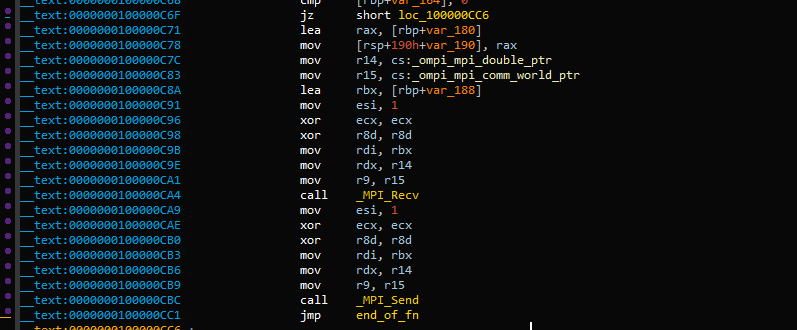 __text:0000000100000C68 cmp [rbp+var_164], 0
__text:0000000100000C6F jz short loc_100000CC6
__text:0000000100000C71 lea rax, [rbp+var_180]
__text:0000000100000C78 mov [rsp+190h+var_190], rax
__text:0000000100000C7C mov r14, cs:_ompi_mpi_double_ptr
__text:0000000100000C83 mov r15, cs:_ompi_mpi_comm_world_ptr
__text:0000000100000C8A lea rbx, [rbp+var_188]
__text:0000000100000C91 mov esi, 1
__text:0000000100000C96 xor ecx, ecx
__text:0000000100000C98 xor r8d, r8d
__text:0000000100000C9B mov rdi, rbx
__text:0000000100000C9E mov rdx, r14
__text:0000000100000CA1 mov r9, r15
__text:0000000100000CA4 call _MPI_Recv
__text:0000000100000CA9 mov esi, 1
__text:0000000100000CAE xor ecx, ecx
__text:0000000100000CB0 xor r8d, r8d
__text:0000000100000CB3 mov rdi, rbx
__text:0000000100000CB6 mov rdx, r14
__text:0000000100000CB9 mov r9, r15
__text:0000000100000CBC call _MPI_Send
__text:0000000100000CC1 jmp end_of_fn
__text:0000000100000CC6 ;